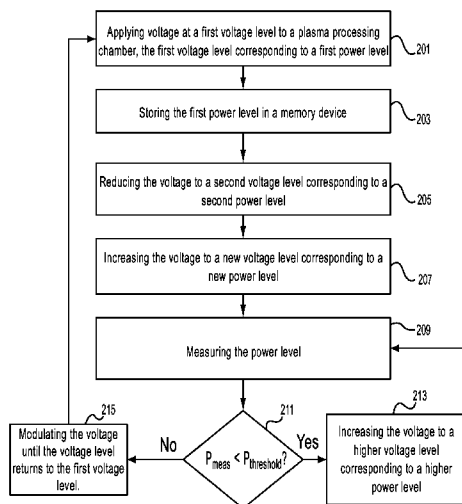 Applying voltage at a first voltage level to a plasma processing
chamber, the first voltage level corresponding to a first power level
201
Storing the first power level in a memory device
203
Reducing the voltage to a second voltage level corresponding to a
second power level
205
Increasing the voltage to a new voltage level corresponding to a
new power level
207
209
Measuring the power level
211
Pmeas < Pthreshold?
No
Yes
215
Modulating the voltage
until the voltage level
returns to the first voltage
level.
213
Increasing the voltage to a
higher voltage level
corresponding to a higher
power level